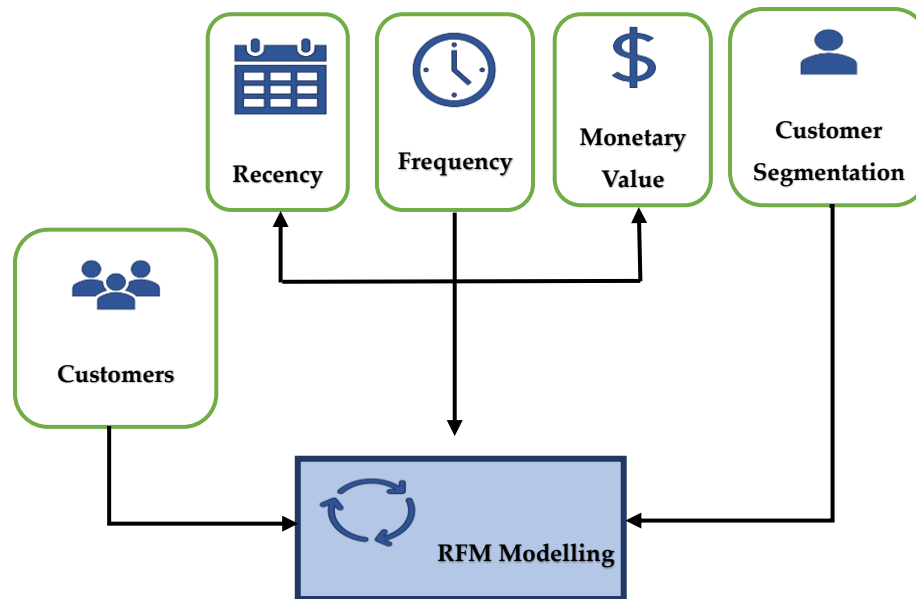 Recency
Frequency
Monetary
Value
Customer
Segmentation
Customers
RFM Modelling